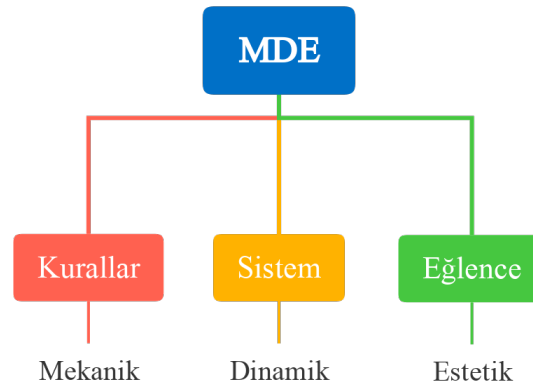 MDE
Kurallar
Sistem
Eğlence
Mekanik
Dinamik
Estetik